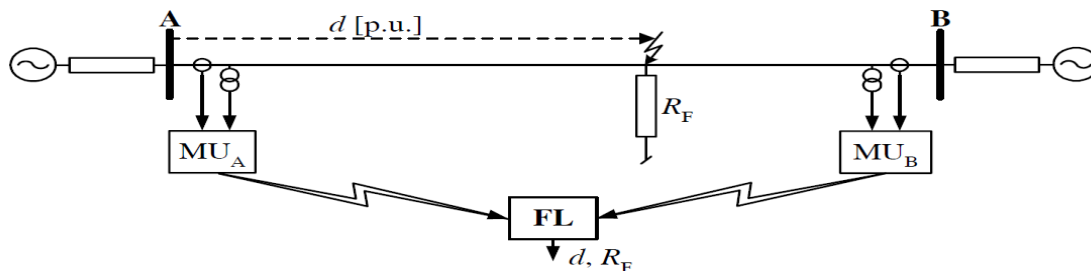 A
B
d [p.u.]
R_F
MU_A
MU_B
FL
d, R_F